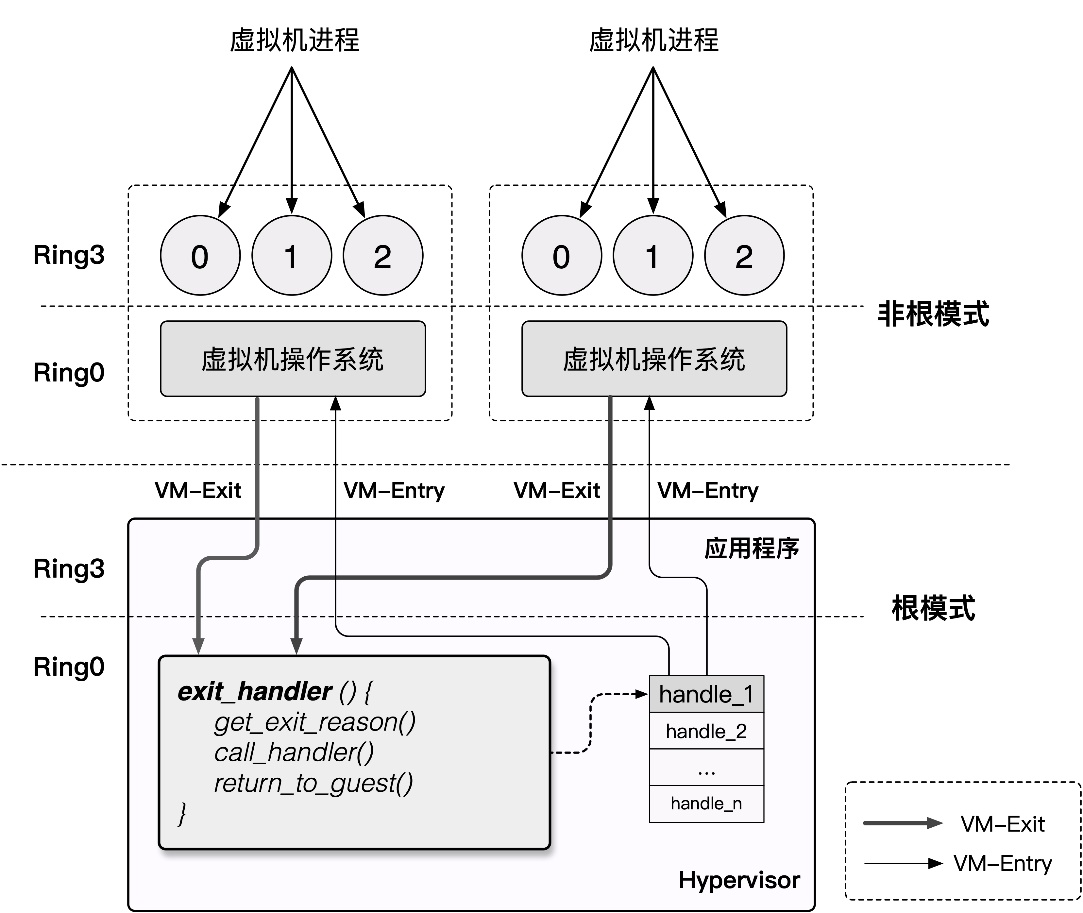 虚拟机进程
虚拟机进程
Ring3
0
1
2
0
1
2
非根模式
Ring0
虚拟机操作系统
虚拟机操作系统
VM-Exit
VM-Entry
VM-Exit
VM-Entry
应用程序
Ring3
根模式
Ring0
exit_handler () {
get_exit_reason()
call_handler()
return_to_guest()
}
handle_1
handle_2
...
handle_n
Hypervisor
VM-Exit
VM-Entry